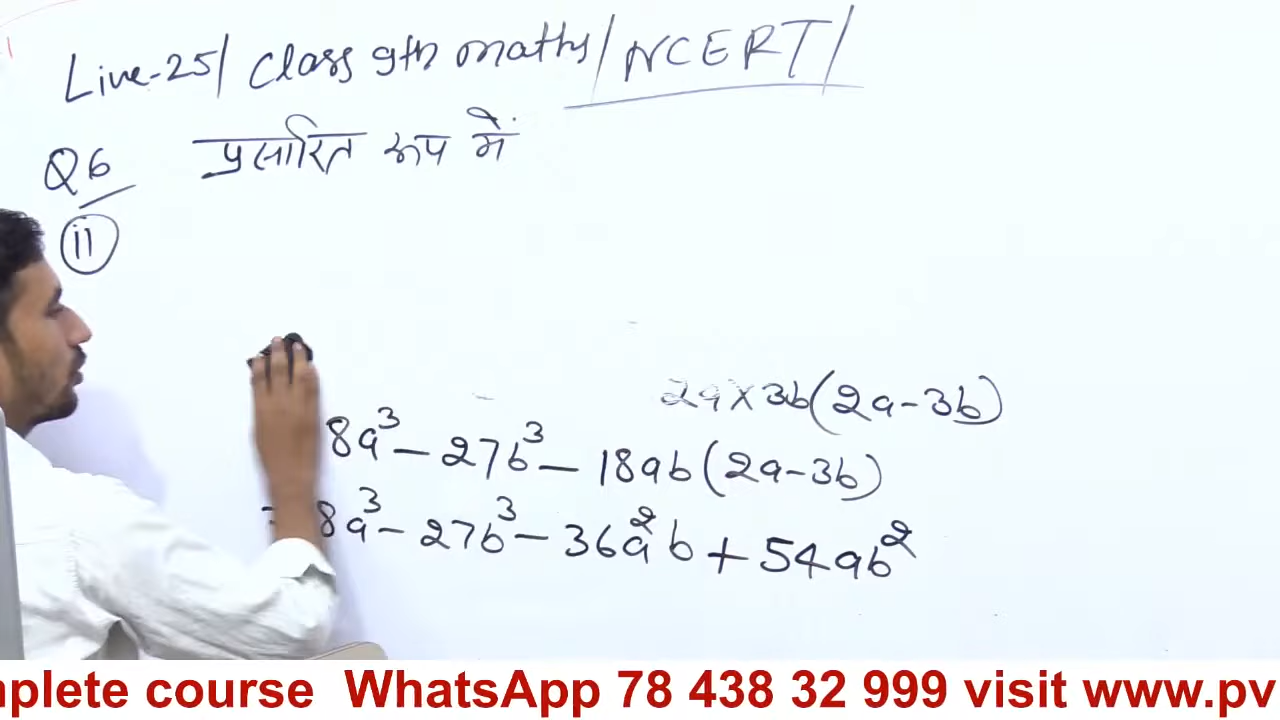 Live-25/ Class 9th maths/NCERT/
Q6 प्रसारित रूप में
ii
2a×3b(2a-3b)
8a³-27b³-18ab(2a-3b)
= 8a³-27b³-36a²b+54ab²
mplete course WhatsApp 78 438 32 999 visit www.pv